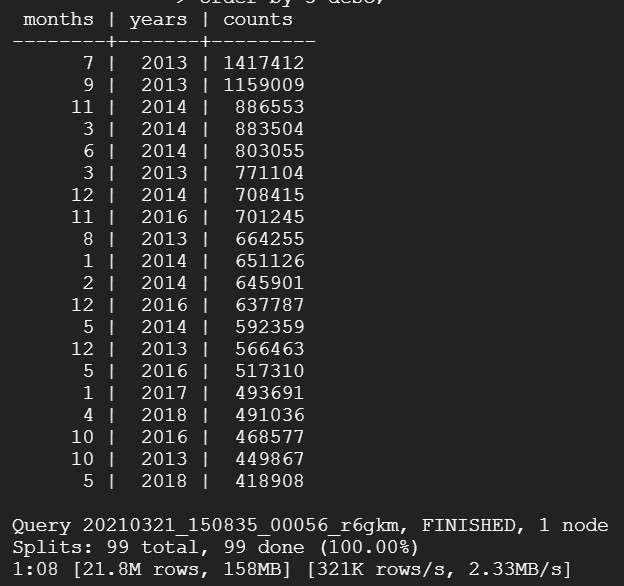 order by 3 desc;
months | years | counts
--------+-------+---------
7 | 2013 | 1417412
9 | 2013 | 1159009
11 | 2014 | 886553
3 | 2014 | 883504
6 | 2014 | 803055
3 | 2013 | 771104
12 | 2014 | 708415
11 | 2016 | 701245
8 | 2013 | 664255
1 | 2014 | 651126
2 | 2014 | 645901
12 | 2016 | 637787
5 | 2014 | 592359
12 | 2013 | 566463
5 | 2016 | 517310
1 | 2017 | 493691
4 | 2018 | 491036
10 | 2016 | 468577
10 | 2013 | 449867
5 | 2018 | 418908
Query 20210321_150835_00056_r6gkm, FINISHED, 1 node
Splits: 99 total, 99 done (100.00%)
1:08 [21.8M rows, 158MB] [321K rows/s, 2.33MB/s]